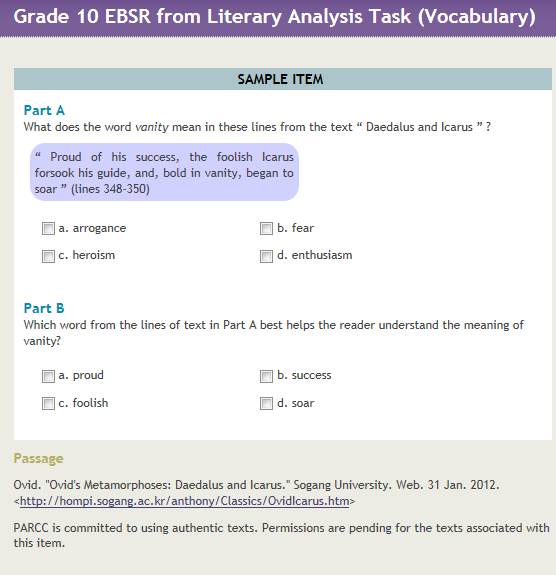 Grade 10 EBSR from Literary Analysis Task (Vocabulary)
SAMPLE ITEM
Part A
What does the word vanity mean in these lines from the text “ Daedalus and Icarus ” ?
“ Proud of his success, the foolish Icarus
forsook his guide, and, bold in vanity, began to
soar ” (lines 348-350)
a. arrogance
b. fear
c. heroism
d. enthusiasm
Part B
Which word from the lines of text in Part A best helps the reader understand the meaning of
vanity?
a. proud
b. success
c. foolish
d. soar
Passage
Ovid. "Ovid's Metamorphoses: Daedalus and Icarus." Sogang University. Web. 31 Jan. 2012.
<http://hompi.sogang.ac.kr/anthony/Classics/OvidIcarus.htm>
PARCC is committed to using authentic texts. Permissions are pending for the texts associated with
this item.